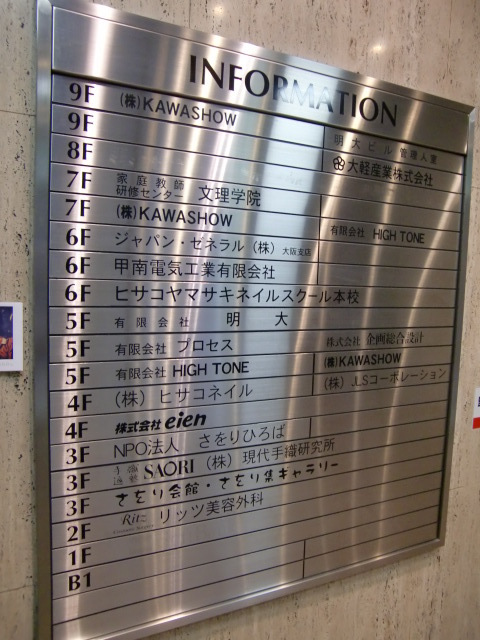 INFORMATION
9F (株)KAWASHOW
9F 明大ビル管理人室
8F 大軽産業株式会社
7F 家庭教師研修センター 文理学院
7F (株)KAWASHOW
6F ジャパン・ゼネラル(株)大阪支店 有限会社 HIGH TONE
6F 甲南電気工業有限会社
6F ヒサコヤマサキネイルスクール本校
5F 有限会社 明大
5F 有限会社 プロセス 株式会社 企画総合設計
5F 有限会社 HIGH TONE (株)KAWASHOW
4F (株)ヒサコネイル (株)JLSコーポレーション
4F 株式会社 eien
3F NPO法人 さをりひろば
3F 手織適塾 SAORI (株)現代手織研究所
3F さをり会館・さをり集ギャラリー
2F Ritz リッツ美容外科
1F
B1